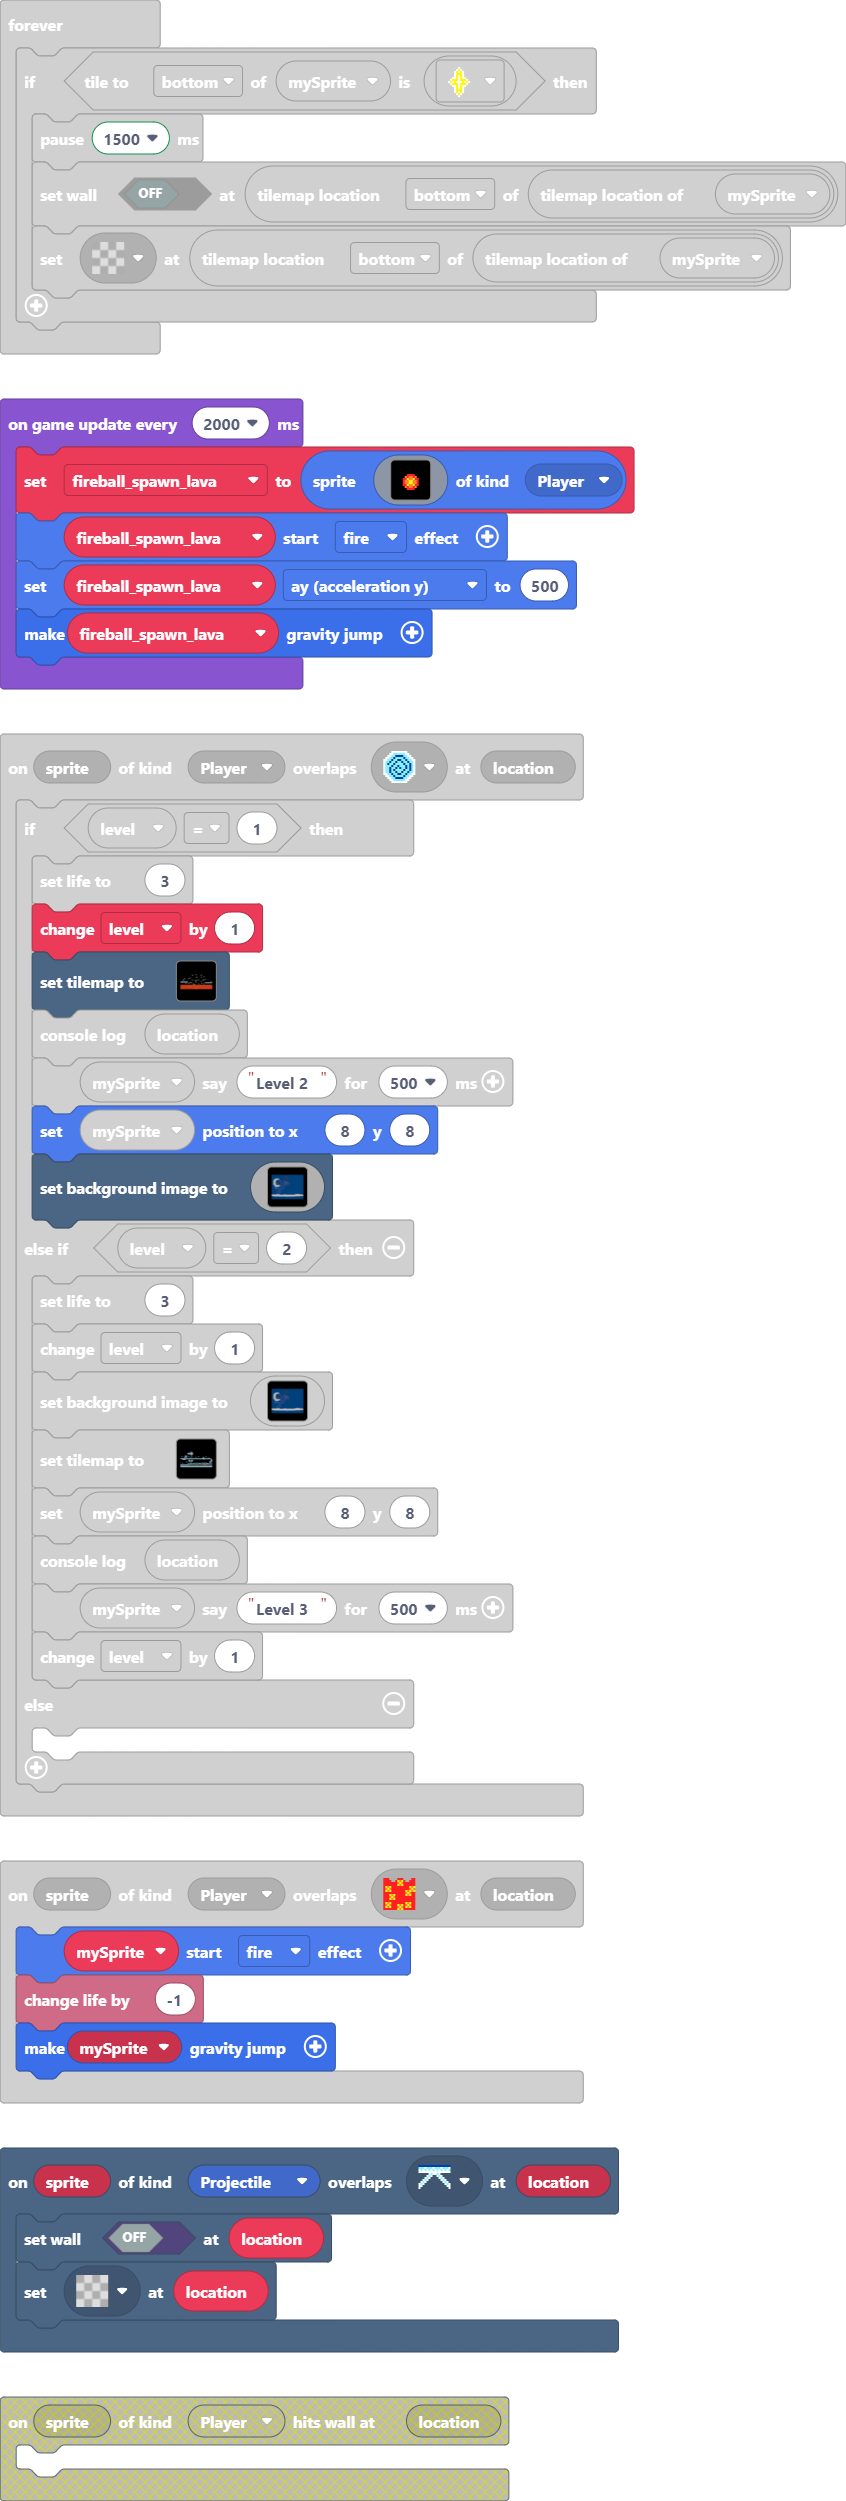 forever
if tile to bottom of mySprite is then
pause 1500 ms
set wall OFF at tilemap location bottom of tilemap location of mySprite
set at tilemap location bottom of tilemap location of mySprite
on game update every 2000 ms
set fireball_spawn_lava to sprite of kind Player
fireball_spawn_lava start fire effect
set fireball_spawn_lava ay (acceleration y) to 500
make fireball_spawn_lava gravity jump
on sprite of kind Player overlaps at location
if level = 1 then
set life to 3
change level by 1
set tilemap to
console log location
mySprite say "Level 2" for 500 ms
set mySprite position to x 8 y 8
set background image to
else if level = 2 then
set life to 3
change level by 1
set background image to
set tilemap to
set mySprite position to x 8 y 8
console log location
mySprite say "Level 3" for 500 ms
change level by 1
else
on sprite of kind Player overlaps at location
mySprite start fire effect
change life by -1
make mySprite gravity jump
on sprite of kind Projectile overlaps at location
set wall OFF at location
set at location
on sprite of kind Player hits wall at location